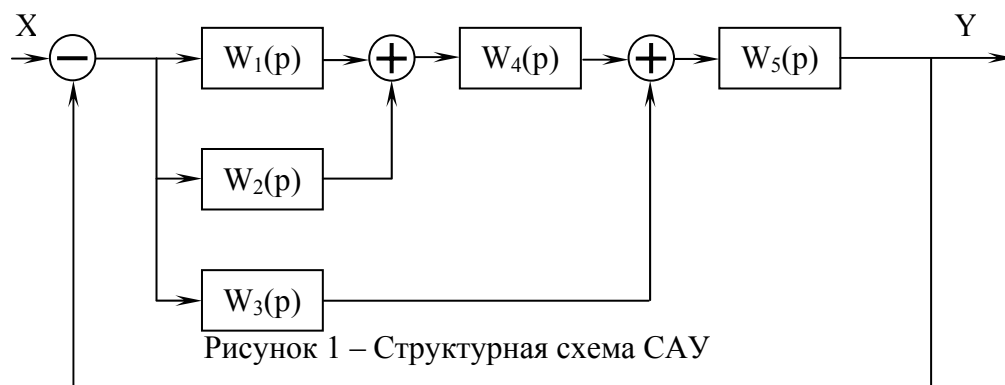 X Y
− W₁(p) + W₄(p) + W₅(p)
W₂(p)
W₃(p)
Рисунок 1 – Структурная схема САУ